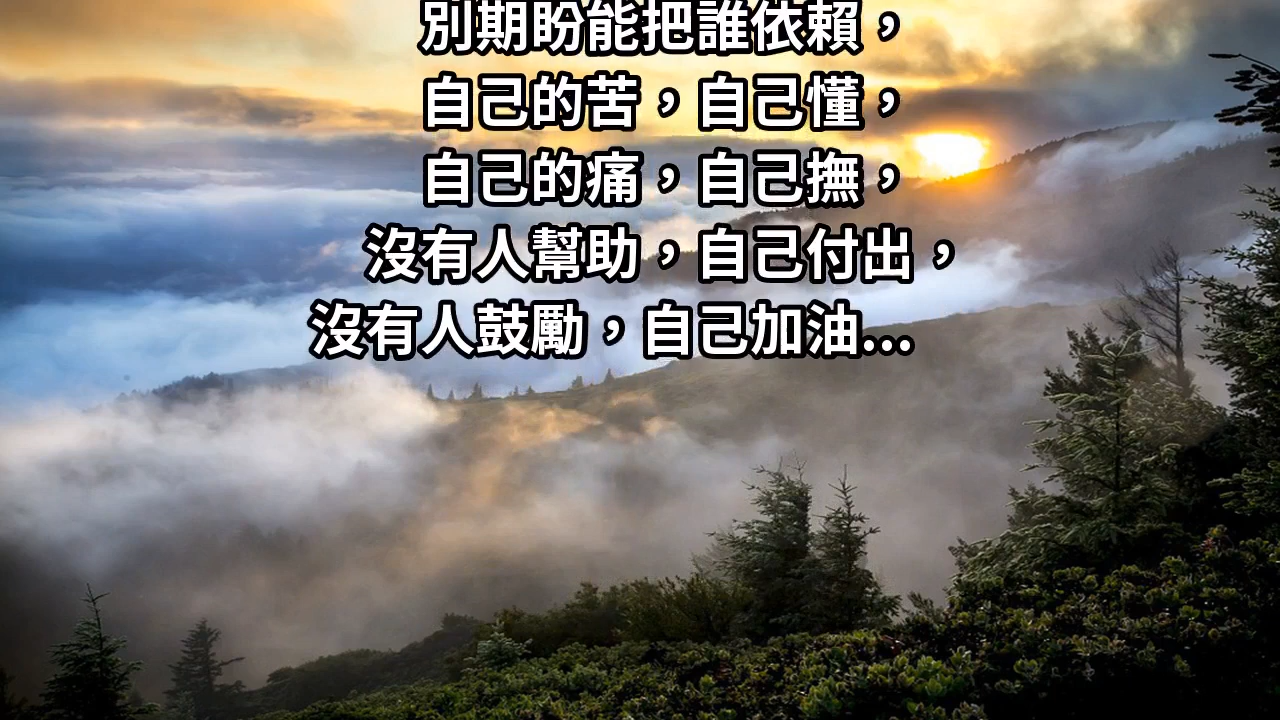 別期盼能把誰依賴，
自己的苦，自己懂，
自己的痛，自己撫，
沒有人幫助，自己付出，
沒有人鼓勵，自己加油...